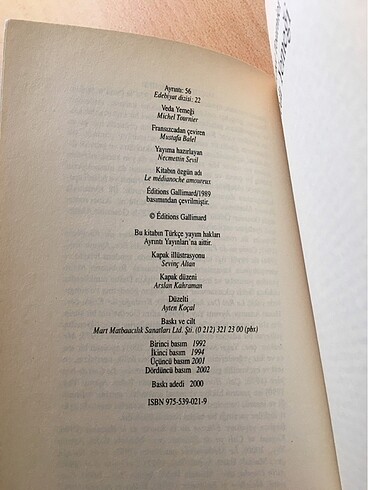 Ayrıntı: 56
Edebiyat dizisi: 22
Veda Yemeği
Michel Tournier
Fransızcadan çeviren
Mustafa Balel
Yayıma hazırlayan
Necmettin Sevil
Kitabın özgün adı
Le médianoche amoureux
Éditions Gallimard/1989
basımından çevrilmiştir.
© Éditions Gallimard
Bu kitabın Türkçe yayım hakları
Ayrıntı Yayınları'na aittir.
Kapak illüstrasyonu
Sevinç Altan
Kapak düzeni
Arslan Kahraman
Düzelti
Ayten Koçal
Baskı ve cilt
Mart Matbaacılık Sanatları Ltd. Şti. (0 212) 321 23 00 (pbx)
Birinci basım 1992
İkinci basım 1994
Üçüncü basım 2001
Dördüncü basım 2002
Baskı adedi 2000
ISBN 975-539-021-9
Yemeği